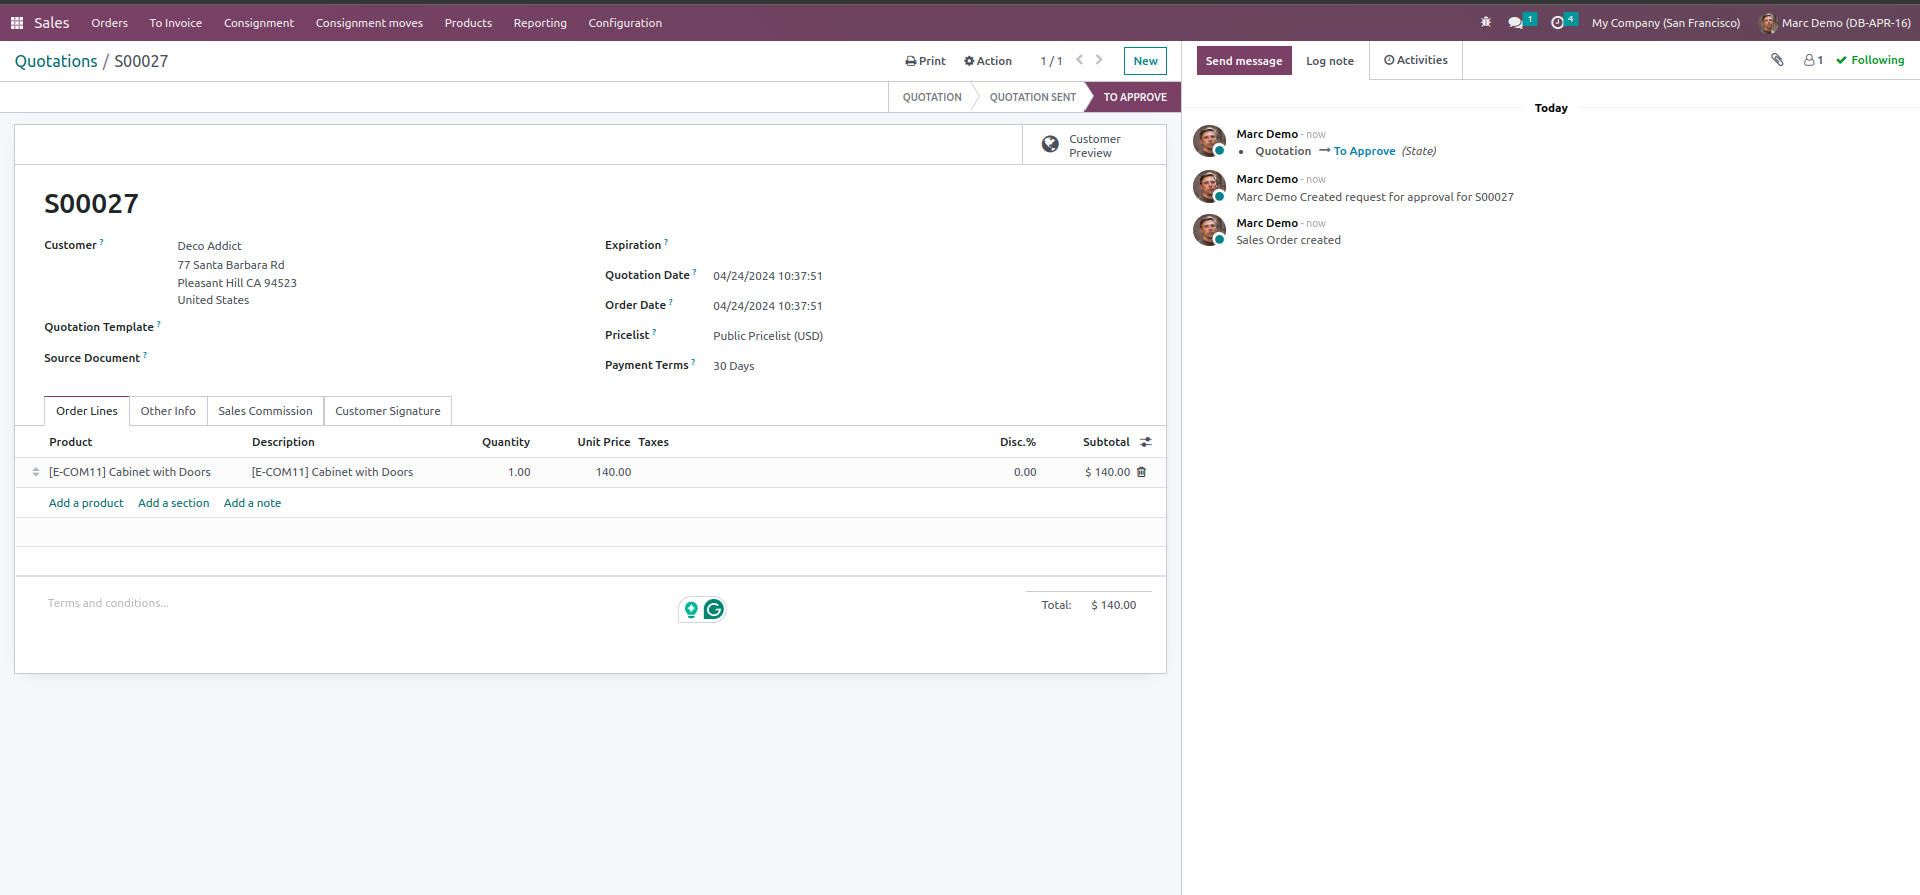 Sales Orders To Invoice Consignment Consignment moves Products Reporting Configuration 1 4 My Company (San Francisco) Marc Demo (DB-APR-16)
Quotations / S00027 Print Action 1 / 1 New
QUOTATION QUOTATION SENT TO APPROVE
Customer
Preview
S00027
Customer ? Deco Addict
77 Santa Barbara Rd
Pleasant Hill CA 94523
United States
Quotation Template ?
Source Document ?
Expiration ?
Quotation Date ? 04/24/2024 10:37:51
Order Date ? 04/24/2024 10:37:51
Pricelist ? Public Pricelist (USD)
Payment Terms ? 30 Days
Order Lines Other Info Sales Commission Customer Signature
Product Description Quantity Unit Price Taxes Disc.% Subtotal
[E-COM11] Cabinet with Doors [E-COM11] Cabinet with Doors 1.00 140.00 0.00 $ 140.00
Add a product Add a section Add a note
Terms and conditions...
Total: $ 140.00
Send message Log note Activities 1 Following
Today
Marc Demo - now
• Quotation → To Approve (State)
Marc Demo - now
Marc Demo Created request for approval for S00027
Marc Demo - now
Sales Order created